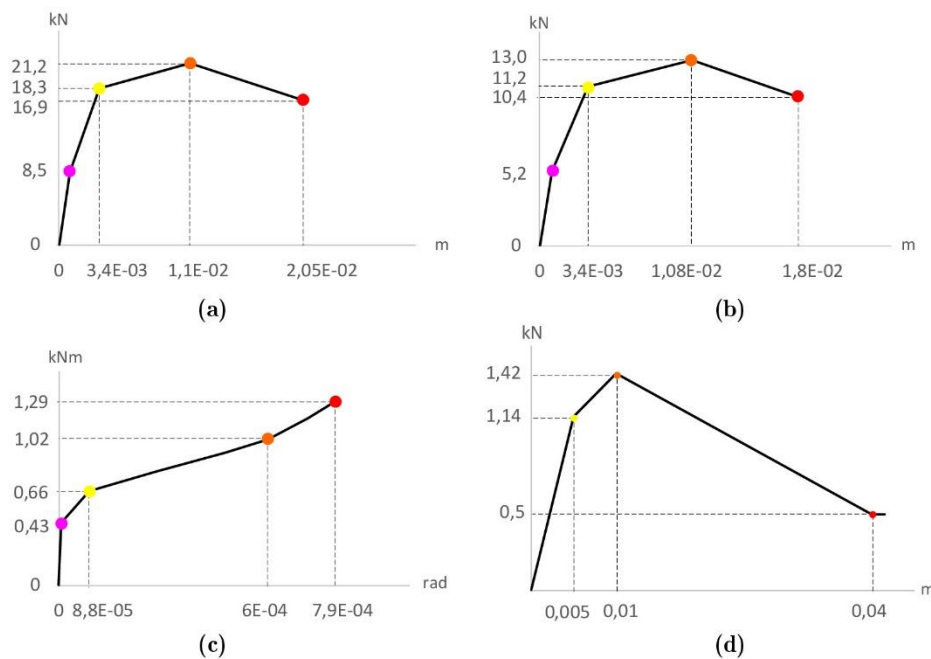 kN
21,2
18,3
16,9
8,5
0
0 3,4E-03 1,1E-02 2,05E-02
m
(a)
kN
13,0
11,2
10,4
5,2
0
0 3,4E-03 1,08E-02 1,8E-02
m
(b)
kNm
1,29
1,02
0,66
0,43
0
rad
0 8,8E-05 6E-04 7,9E-04
(c)
kN
1,42
1,14
0,5
m
0,005 0,01 0,04
(d)